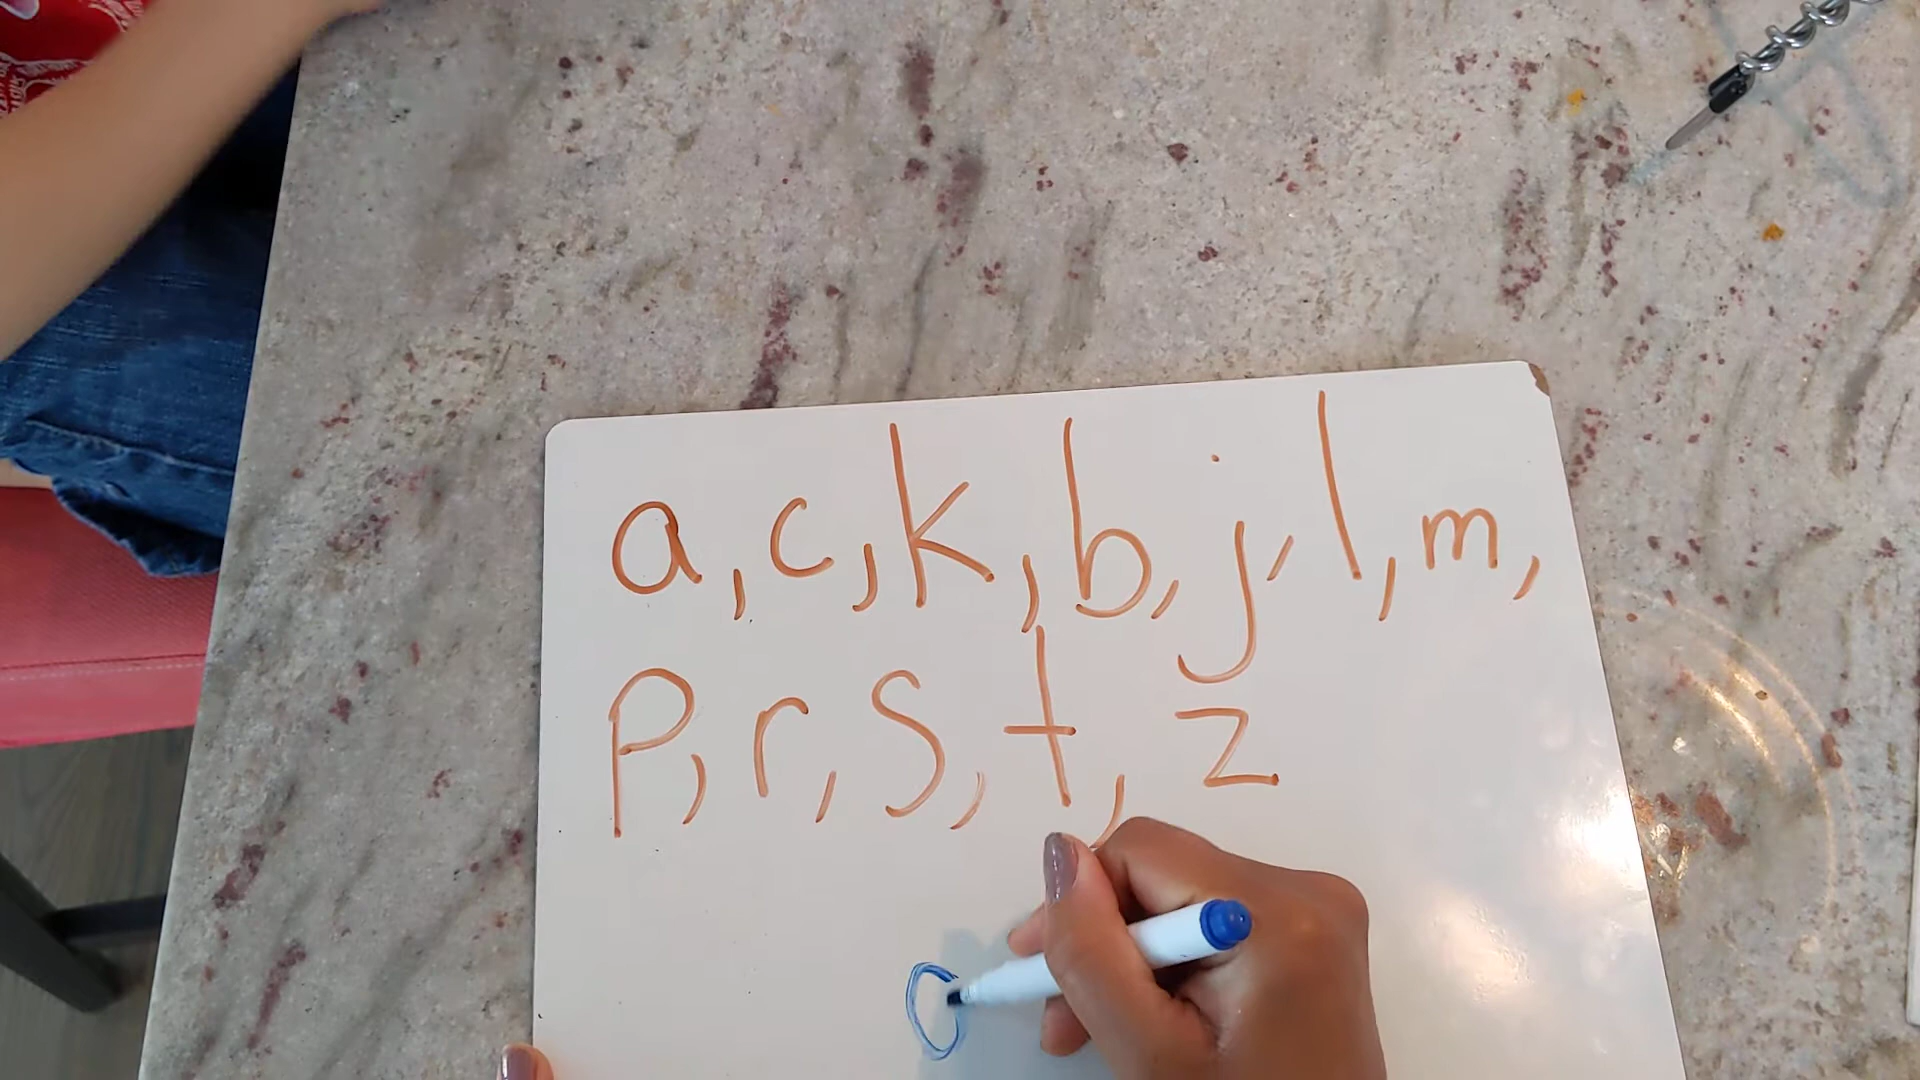 a, c, k, b, j, l, m,
p, r, s, t, z